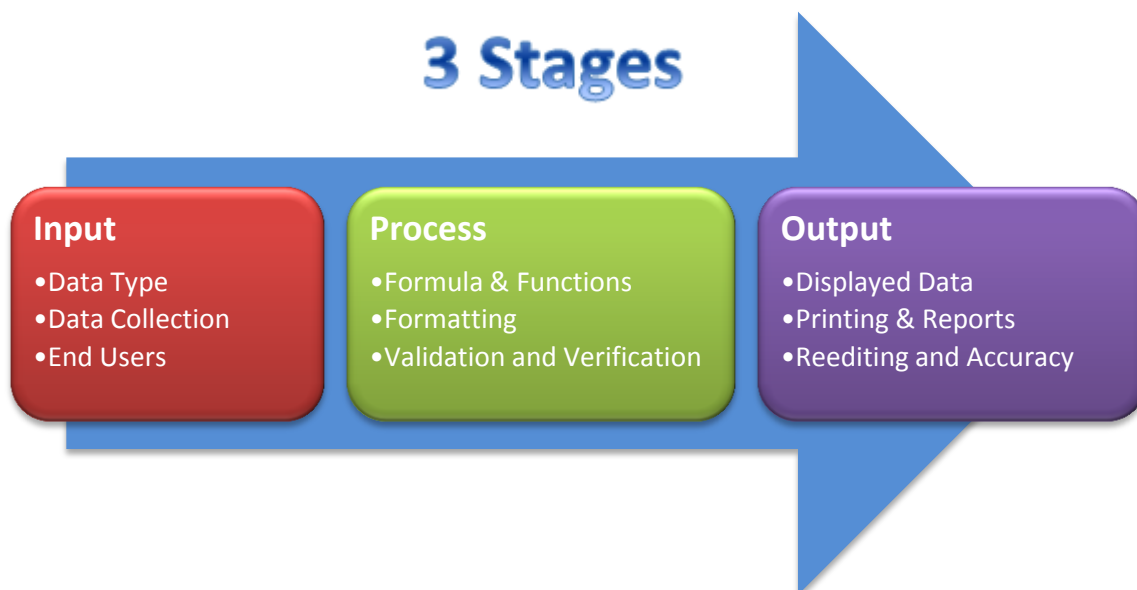 3 Stages
Input
•Data Type
•Data Collection
•End Users
Process
•Formula & Functions
•Formatting
•Validation and Verification
Output
•Displayed Data
•Printing & Reports
•Reediting and Accuracy